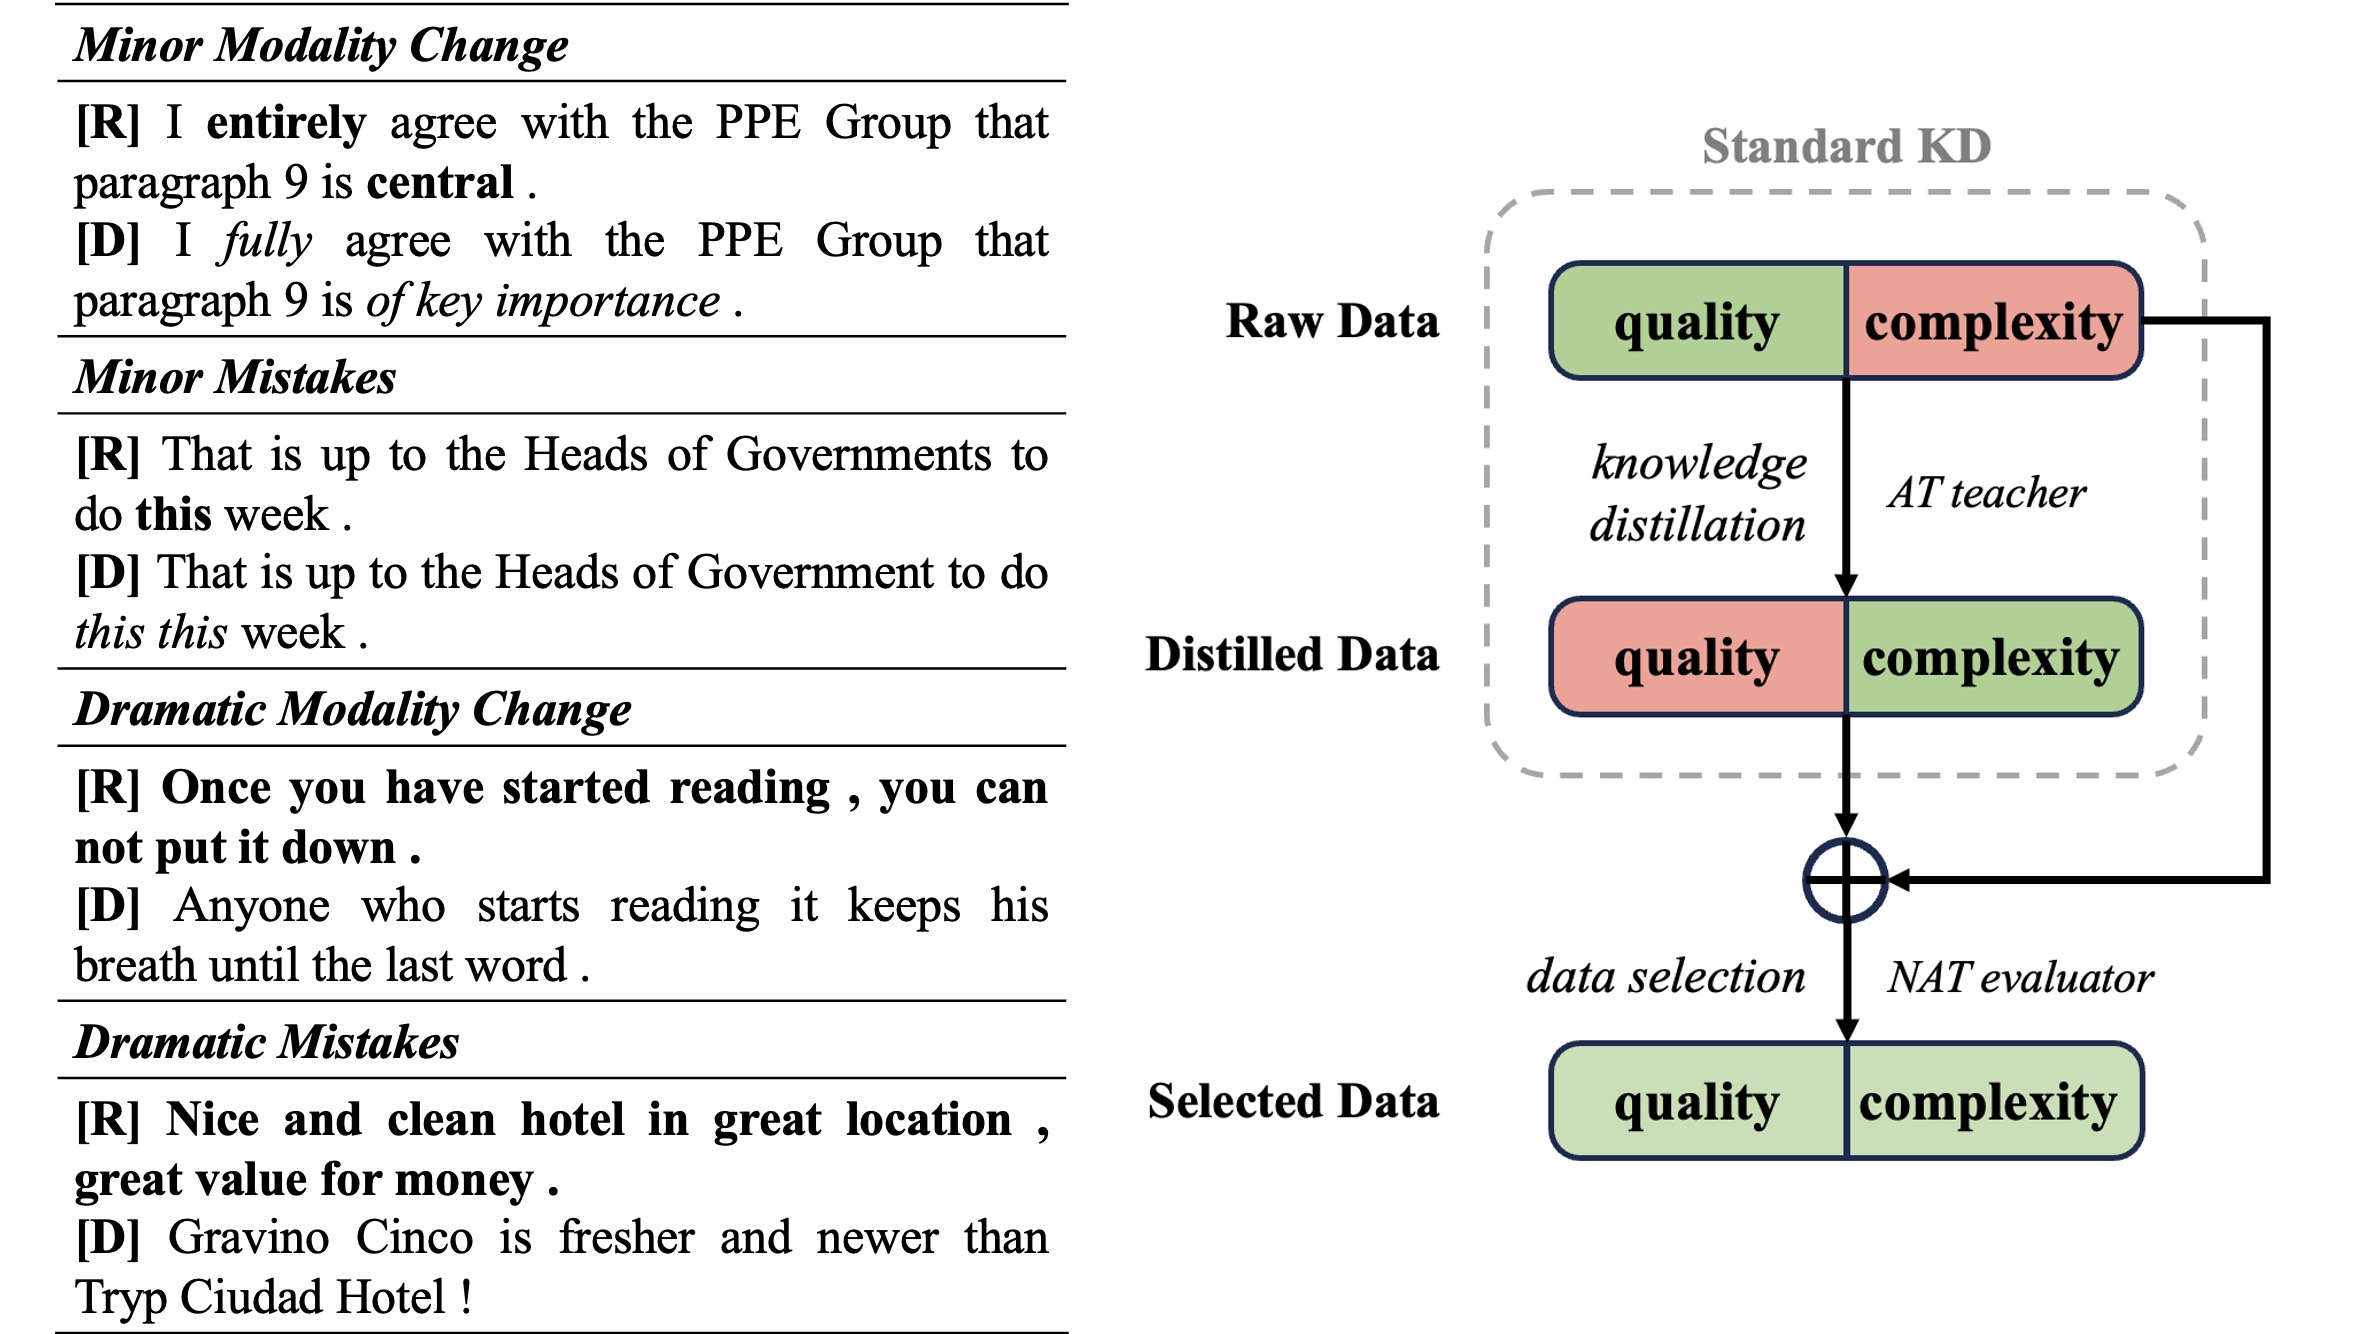 Minor Modality Change
[R] I entirely agree with the PPE Group that
paragraph 9 is central .
[D] I fully agree with the PPE Group that
paragraph 9 is of key importance .
Minor Mistakes
[R] That is up to the Heads of Governments to
do this week .
[D] That is up to the Heads of Government to do
this this week .
Dramatic Modality Change
[R] Once you have started reading , you can
not put it down .
[D] Anyone who starts reading it keeps his
breath until the last word .
Dramatic Mistakes
[R] Nice and clean hotel in great location ,
great value for money .
[D] Gravino Cinco is fresher and newer than
Tryp Ciudad Hotel !
Standard KD
Raw Data
quality
complexity
knowledge
distillation
AT teacher
Distilled Data
quality
complexity
data selection
NAT evaluator
Selected Data
quality
complexity